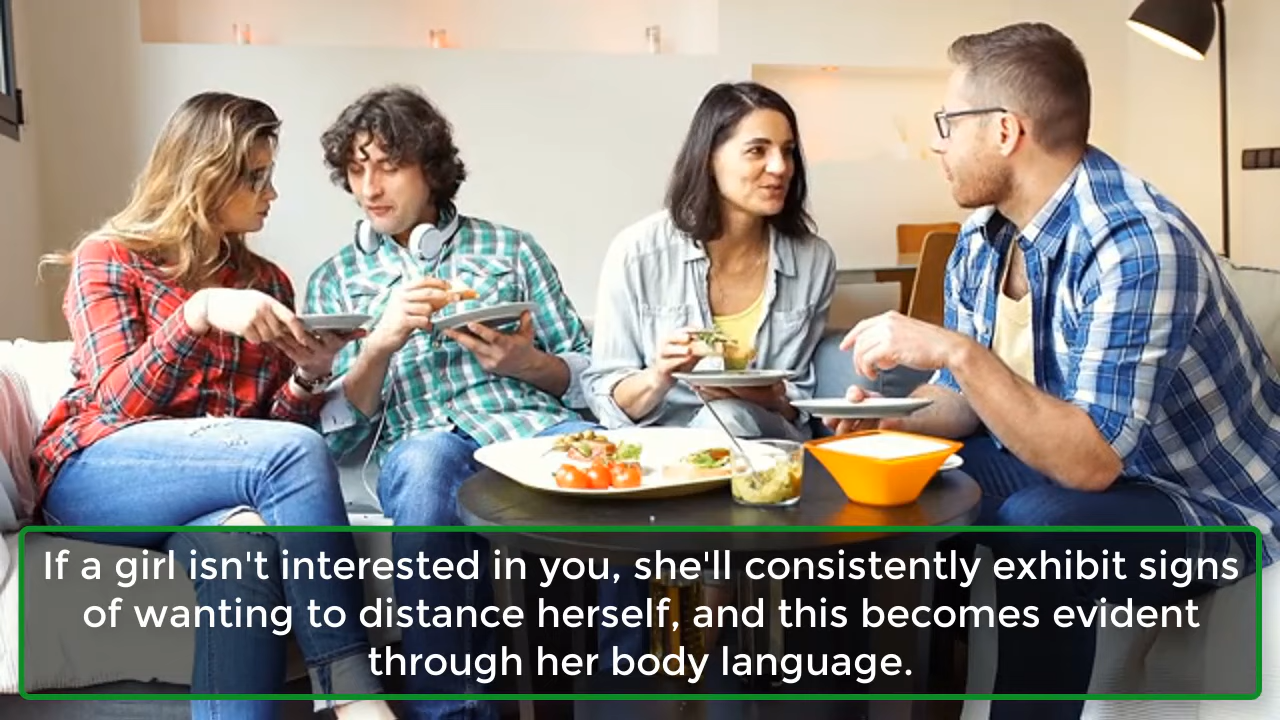 If a girl isn't interested in you, she'll consistently exhibit signs
of wanting to distance herself, and this becomes evident
through her body language.